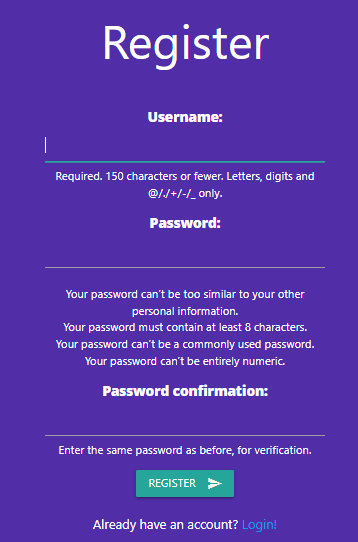 Register
Username:
Required. 150 characters or fewer. Letters, digits and
@/./+/-/_ only.
Password:
Your password can't be too similar to your other
personal information.
Your password must contain at least 8 characters.
Your password can't be a commonly used password.
Your password can't be entirely numeric.
Password confirmation:
Enter the same password as before, for verification.
REGISTER
Already have an account? Login!